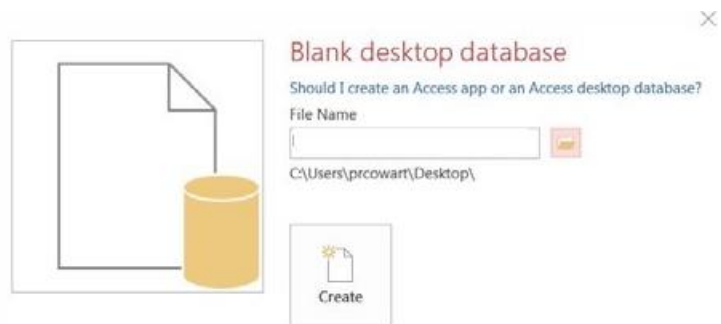 Blank desktop database
Should I create an Access app or an Access desktop database?
File Name
C:\Users\prcowart\Desktop\
Create